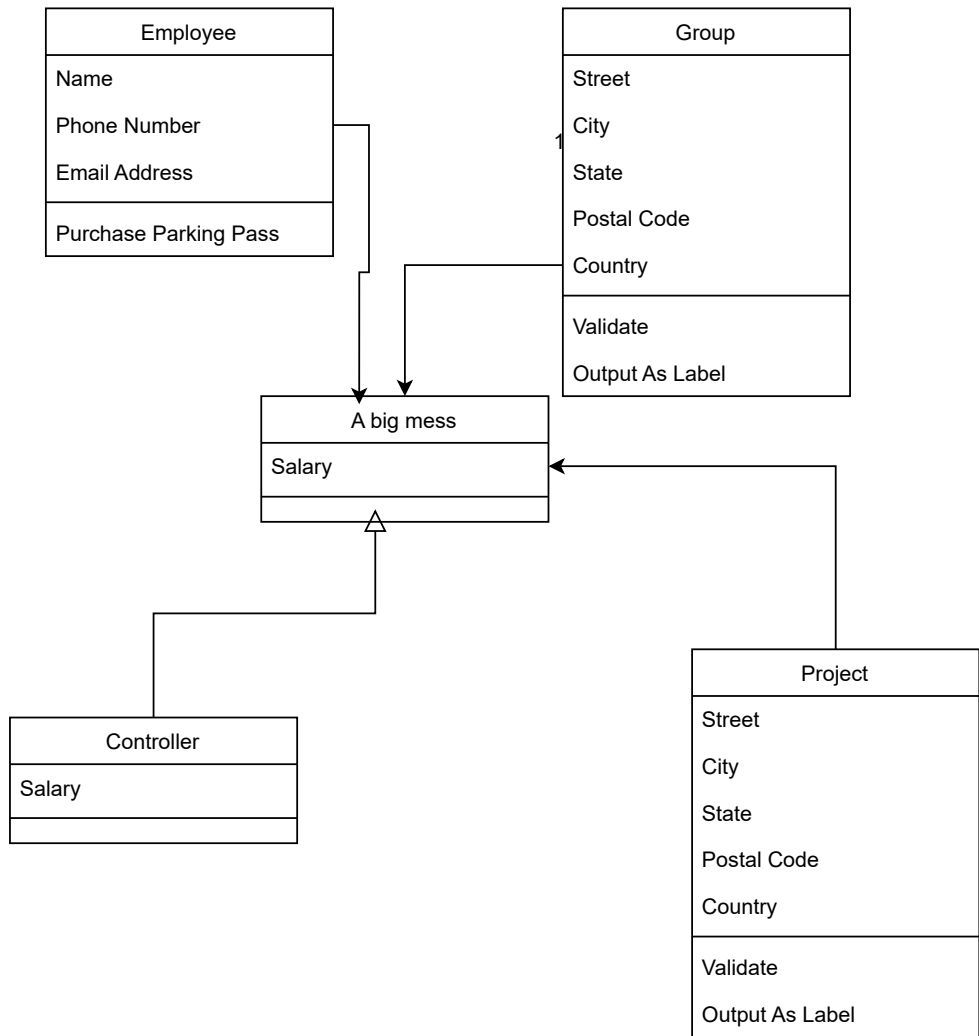 Employee
Name
Phone Number
Email Address
Purchase Parking Pass
Group
Street
City
1
State
Postal Code
Country
Validate
Output As Label
A big mess
Salary
Controller
Salary
Project
Street
City
State
Postal Code
Country
Validate
Output As Label